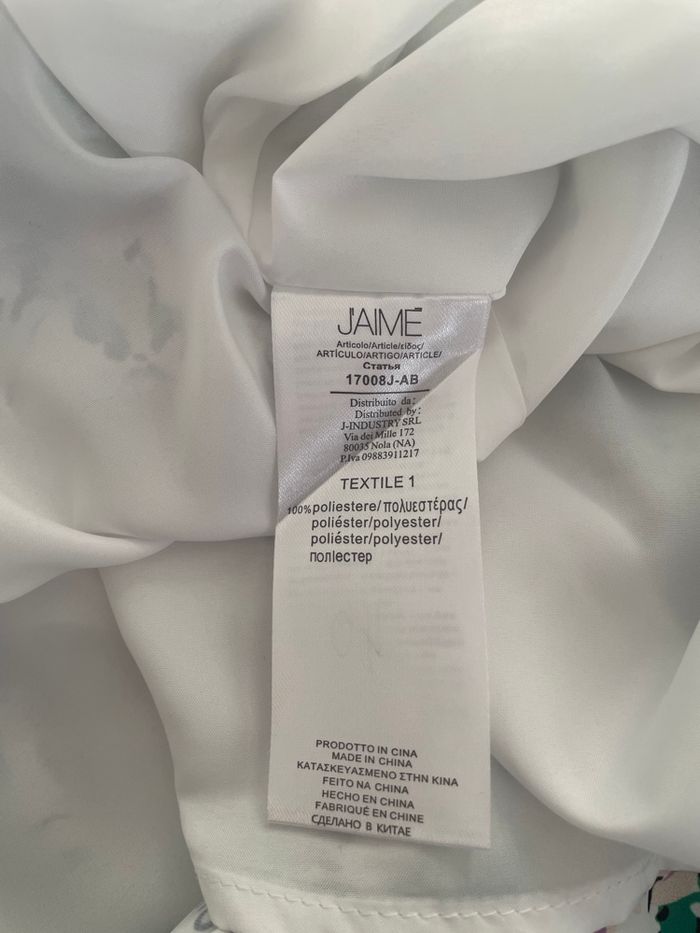 J'AIMÉ
Articolo/Article/είδος/
ARTÍCULO/ARTIGO/ARTICLE/
Статья
17008J-AB
Distribuito da:
Distributed by:
J-INDUSTRY SRL
Via dei Mille 172
80035 Nola (NA)
P.Iva 09883911217
TEXTILE 1
100%poliestere/πολυεστέρας/
poliéster/polyester/
poliéster/polyester/
поліестер
PRODOTTO IN CINA
MADE IN CHINA
ΚΑΤΑΣΚΕΥΑΣΜΕΝΟ ΣΤΗΝ ΚΙΝΑ
FEITO NA CHINA
HECHO EN CHINA
FABRIQUÉ EN CHINE
СДЕЛАНО В КИТАЕ